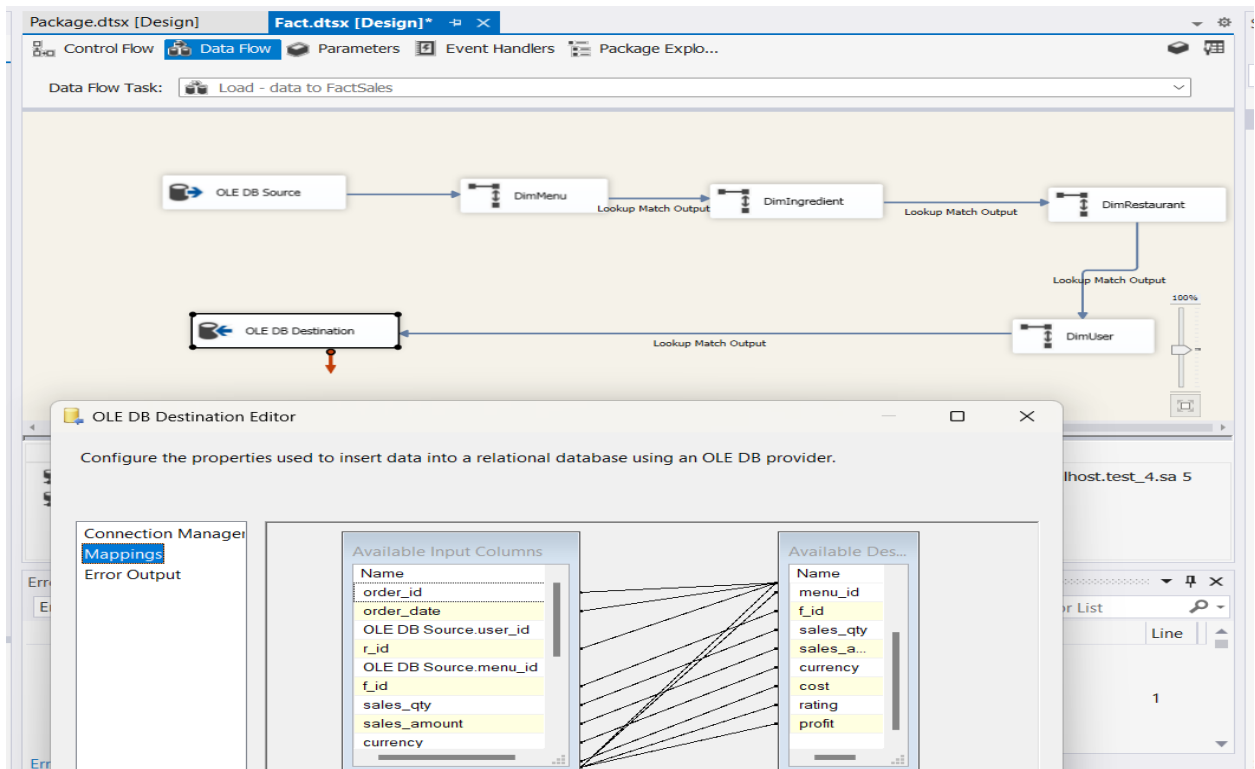 Package.dtsx [Design]
Fact.dtsx [Design]*
Control Flow
Data Flow
Parameters
Event Handlers
Package Explo...
Data Flow Task:
Load - data to FactSales
OLE DB Source
DimMenu
Lookup Match Output
DimIngredient
Lookup Match Output
DimRestaurant
Lookup Match Output
100%
OLE DB Destination
Lookup Match Output
DimUser
OLE DB Destination Editor
Configure the properties used to insert data into a relational database using an OLE DB provider.
lhost.test_4.sa 5
Connection Manager
Mappings
Error Output
Available Input Columns
Name
order_id
order_date
OLE DB Source.user_id
r_id
OLE DB Source.menu_id
f_id
sales_qty
sales_amount
currency
Available Des...
Name
menu_id
f_id
sales_qty
sales_a...
currency
cost
rating
profit
Err
E
or List
Line
1
Err